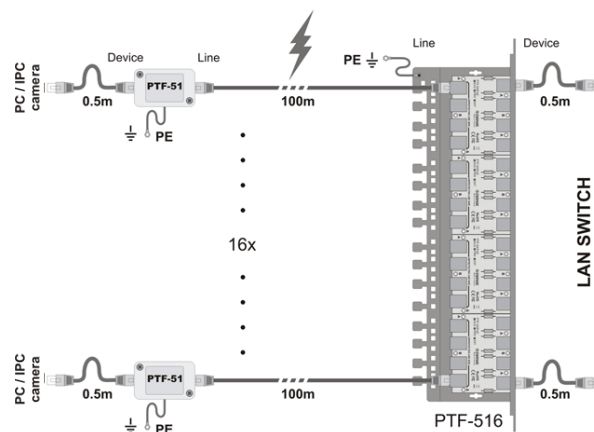 Device
Line
Line
Device
PE
PC / IPC
camera
PTF-51
0.5m
100m
0.5m
PE
16x
LAN SWITCH
PC / IPC
camera
PTF-51
0.5m
100m
0.5m
PE
PTF-516